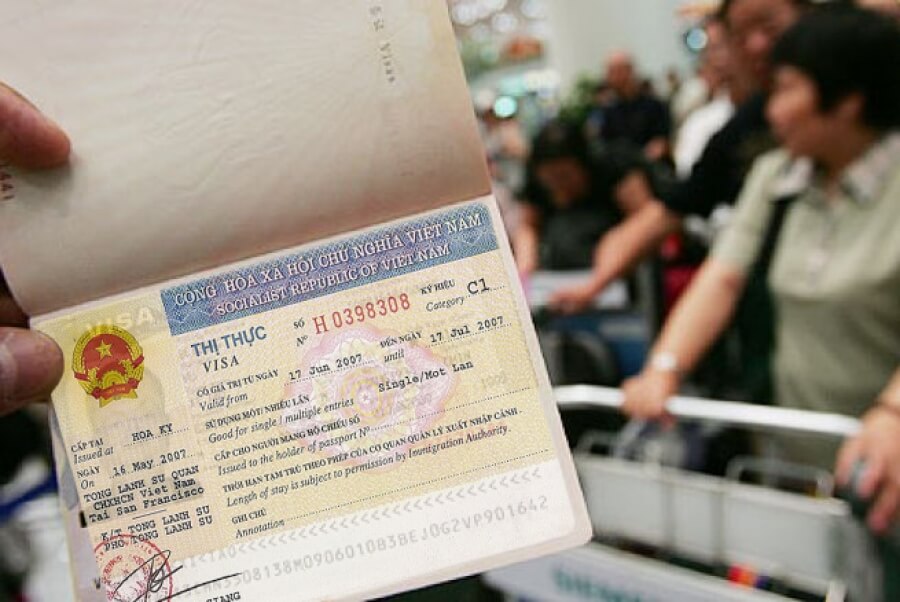 Visas
CỘNG HÒA XÃ HỘI CHỦ NGHĨA VIỆT NAM
SOCIALIST REPUBLIC OF VIET NAM
VISA
THỊ THỰC
VISA
SỐ
Nº H 0398308
KÝ HIỆU
Category C1
CÓ GIÁ TRỊ TỪ NGÀY
Valid from 17 Jun 2007
ĐẾN NGÀY
until 17 Jul 2007
SỬ DỤNG MỘT/ NHIỀU LẦN
Good for single / multiple entries Single/Mot Lan
CẤP CHO NGƯỜI MANG HỘ CHIẾU SỐ
Issued to the holder of passport Nº
THỜI HẠN TẠM TRÚ THEO PHÉP CỦA CƠ QUAN QUẢN LÝ XUẤT NHẬP CẢNH
Length of stay is subject to permission by Immigration Authority.
GHI CHÚ
Annotation
CẤP TẠI
Issued at HOA KY
NGÀY
On 16 May 2007
TONG LANH SU QUAN
CHXHCN Viet Nam
Tai San Francisco
K/T TONG LANH SU
PHO TONG LANH SU
GIANG